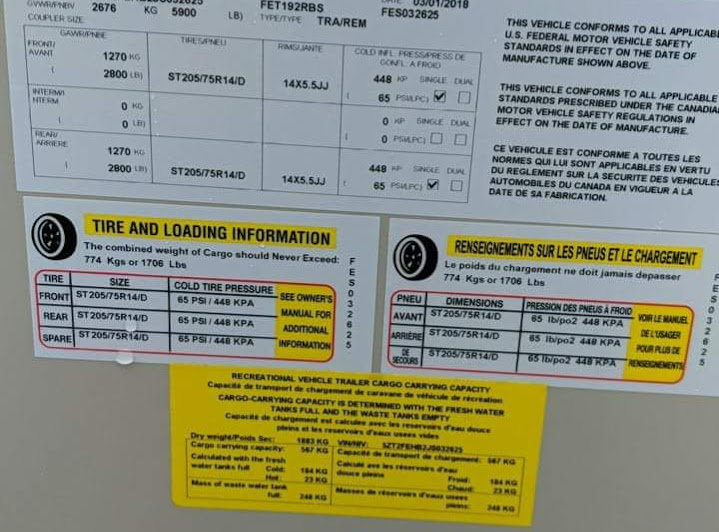 GVWR/PNBV 2676 KG 5900 LB) FET192RBS DATE 03/01/2018
COUPLER SIZE TYPE/TYPE TRA/REM FES032625
GAWR/PNBE TIRES/PNEU RIMS/JANTE COLD INFL. PRESS/PRESS DE GONFL. A FROID
FRONT/AVANT 1270 KG 448 KP SINGLE DUAL
( 2800 LB) ST205/75R14/D 14X5.5JJ ( 65 PSI/LPC)
0 KG 0 KP SINGLE DUAL
( 0 LB) ( 0 PSI/LPC)
REAR/ARRIERE 1270 KG 448 KP SINGLE DUAL
( 2800 LB) ST205/75R14/D 14X5.5JJ ( 65 PSI/LPC)
THIS VEHICLE CONFORMS TO ALL
U.S. FEDERAL MOTOR VEHICLE SAFETY
STANDARDS IN EFFECT ON THE DATE OF
MANUFACTURE SHOWN ABOVE.
THIS VEHICLE CONFORMS TO ALL APPLICABLE
STANDARDS PRESCRIBED UNDER THE
MOTOR VEHICLE SAFETY REGULATIONS IN
EFFECT ON THE DATE OF MANUFACTURE.
CE VEHICULE EST CONFORME A TOUTES LES
NORMES QUI LUI SONT APPLICABLES EN VERTU
DU REGLEMENT SUR LA SECURITE DES VEHICULES
AUTOMOBILES DU CANADA EN VIGUEUR A LA
DATE DE SA FABRICATION.
TIRE AND LOADING INFORMATION
The combined weight of Cargo should Never Exceed:
774 Kgs or 1706 Lbs
TIRE SIZE COLD TIRE PRESSURE
FRONT ST205/75R14/D 65 PSI / 448 KPA
REAR ST205/75R14/D 65 PSI / 448 KPA
SPARE ST205/75R14/D 65 PSI / 448 KPA
SEE OWNER'S
MANUAL FOR
ADDITIONAL
INFORMATION
FES032625
RENSEIGNEMENTS SUR LES PNEUS ET LE CHARGEMENT
Le poids du chargement ne doit jamais depasser
774 Kgs or 1706 Lbs
PNEU DIMENSIONS PRESSION DES PNEUS À FROID
AVANT ST205/75R14/D 65 lb/po2 448 KPA
ARRIÈRE ST205/75R14/D 65 lb/po2 448 KPA
DE SECOURS ST205/75R14/D 65 lb/po2 448 KPA
VOIR LE MANUEL
DE L'USAGER
POUR PLUS DE
RENSEIGNEMENTS
FES032625
RECREATIONAL VEHICLE TRAILER CARGO CARRYING CAPACITY
Capacité de transport de chargement de caravane de véhicule de récréation
CARGO-CARRYING CAPACITY IS DETERMINED WITH THE FRESH WATER
TANKS FULL AND THE WASTE TANKS EMPTY
Capacité de chargement est calculée avec les réservoirs d'eau douce
pleins et les reservoirs d'eaux usees vides
Dry weight/Poids Sec: 1883 KG VIN/NIV: 5ZT2FEHB2JS032625
Cargo carrying capacity: 567 KG Capacité de transport de chargement: 567 KG
Calculated with the fresh
water tanks full Cold: 184 KG
Hot: 23 KG
Calculé avec les réservoirs d'eau
douce pleins Froid: 184 KG
Chaud: 23 KG
Mass of waste water tank
full: 248 KG
Masses de réservoirs d'eaux usees
pleins: 248 KG